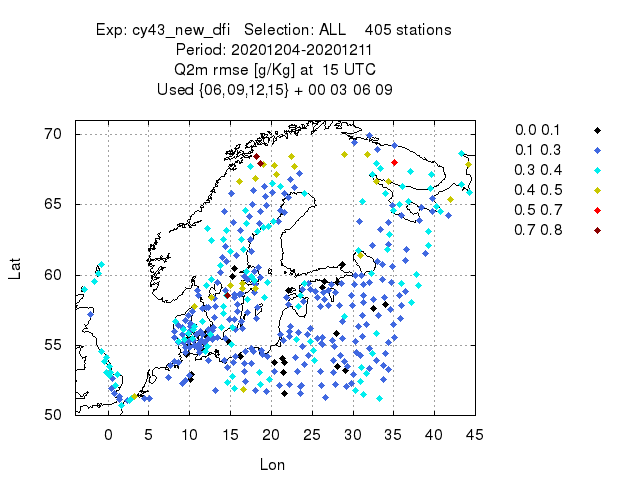 Exp: cy43_new_dfi   Selection: ALL    405 stations
Period: 20201204-20201211
Q2m rmse [g/Kg] at  15 UTC
Used {06,09,12,15} + 00 03 06 09
0.0 0.1
0.1 0.3
0.3 0.4
0.4 0.5
0.5 0.7
0.7 0.8
70
65
60
55
50
Lat
0 5 10 15 20 25 30 35 40 45
Lon